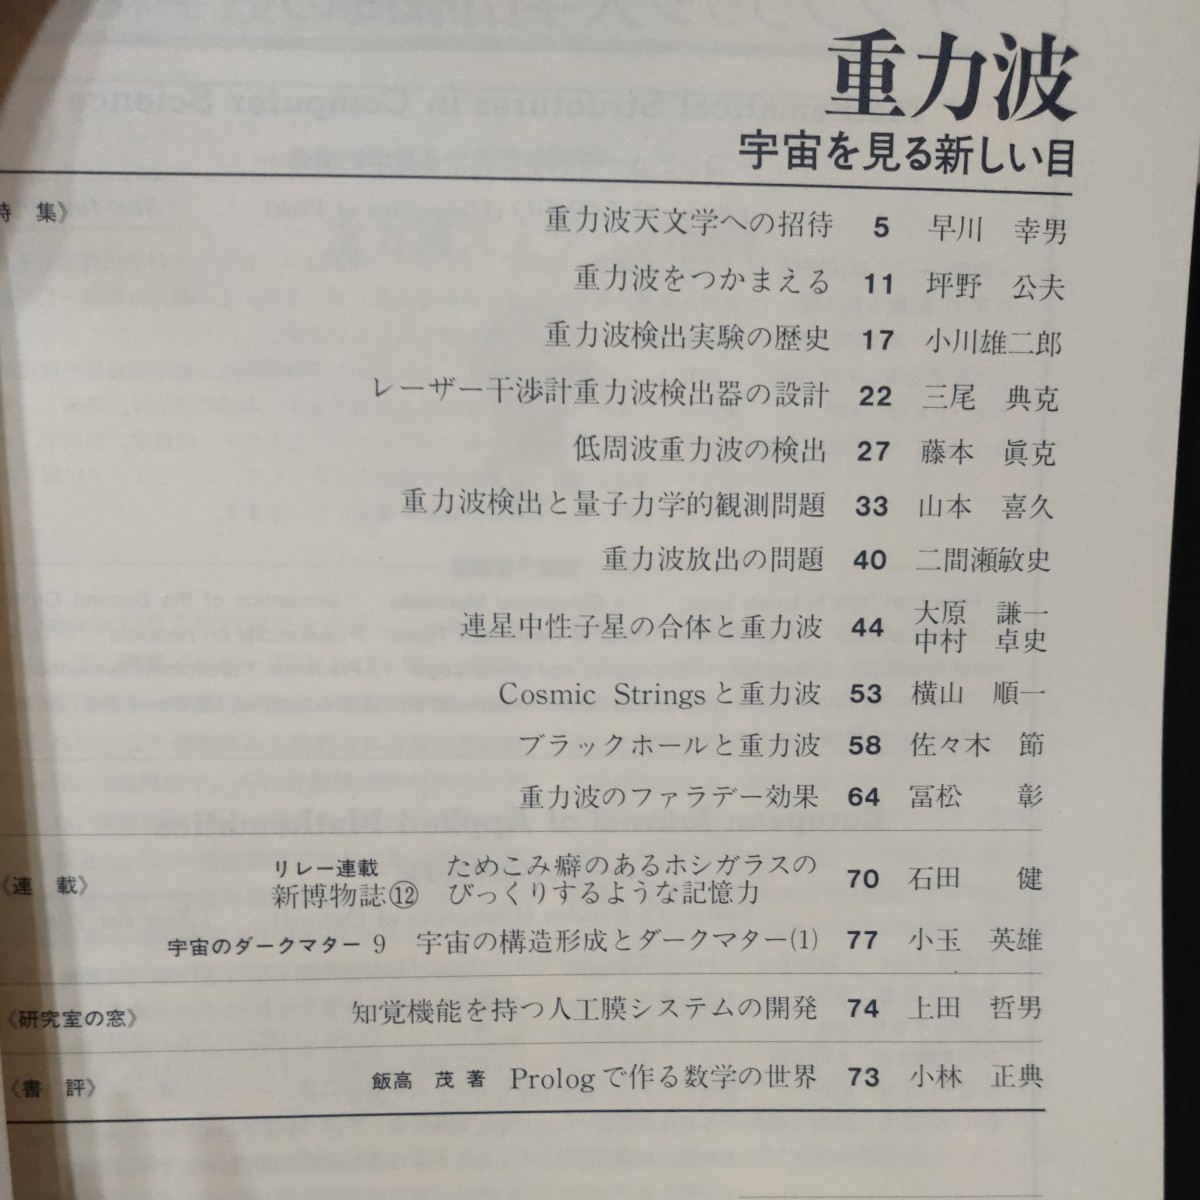 重力波
宇宙を見る新しい目
集》
重力波天文学への招待 5 早川 幸男
重力波をつかまえる 11 坪野 公夫
重力波検出実験の歴史 17 小川雄二郎
レーザー干渉計重力波検出器の設計 22 三尾 典克
低周波重力波の検出 27 藤本 眞克
重力波検出と量子力学的観測問題 33 山本 喜久
重力波放出の問題 40 二間瀬敏史
連星中性子星の合体と重力波 44 大原 謙一
中村 卓史
Cosmic Stringsと重力波 53 横山 順一
ブラックホールと重力波 58 佐々木 節
重力波のファラデー効果 64 冨松 彰
《連 載》
リレー連載 ためこみ癖のあるホシガラスの
新博物誌⑫ びっくりするような記憶力 70 石田 健
宇宙のダークマター 9 宇宙の構造形成とダークマター(1) 77 小玉 英雄
《研究室の窓》 知覚機能を持つ人工膜システムの開発 74 上田 哲男
《書 評》 飯高 茂 著 Prologで作る数学の世界 73 小林 正典